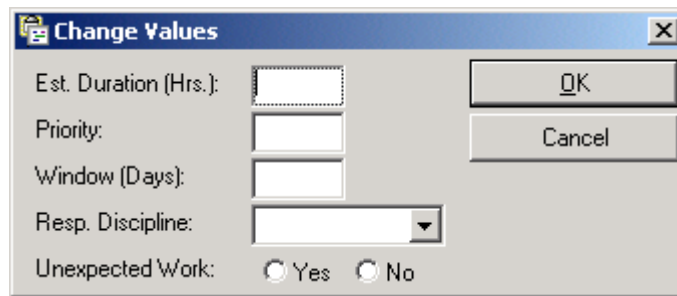 Change Values
Est. Duration (Hrs.):
OK
Priority:
Cancel
Window (Days):
Resp. Discipline:
Unexpected Work: Yes No